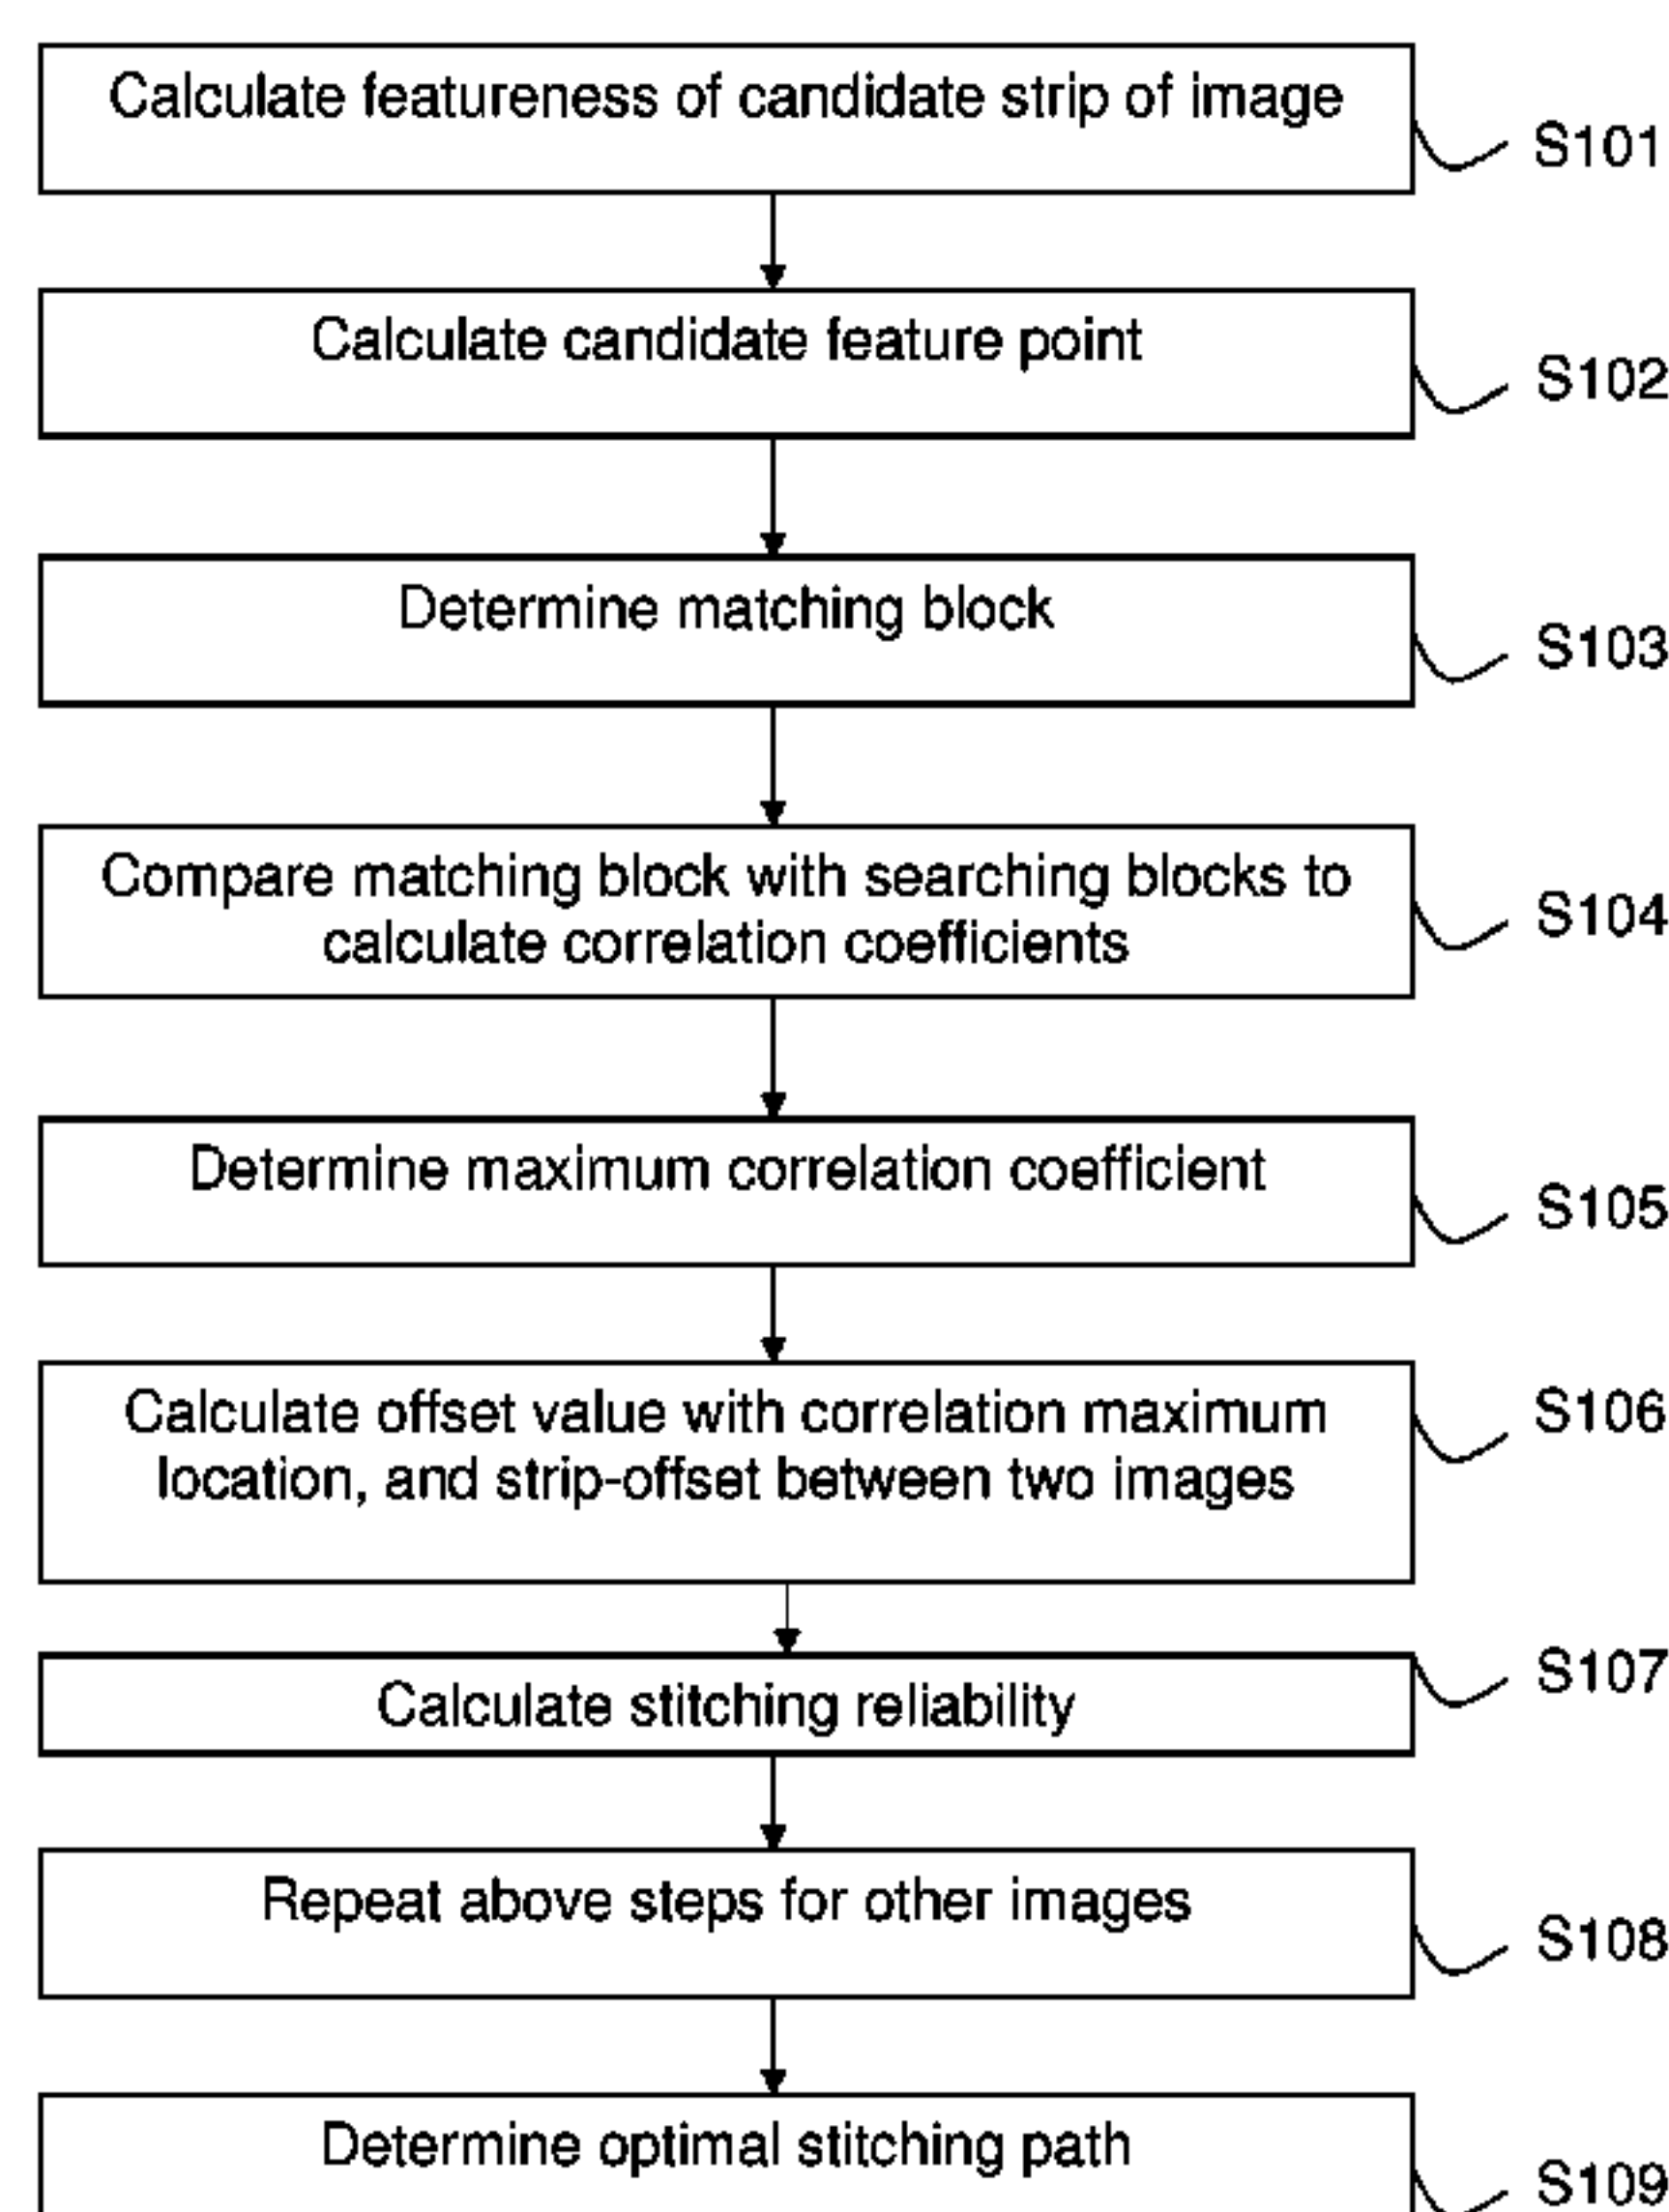 Calculate featureness of candidate strip of image
S101
Calculate candidate feature point
S102
Determine matching block
S103
Compare matching block with searching blocks to
calculate correlation coefficients
S104
Determine maximum correlation coefficient
S105
Calculate offset value with correlation maximum
location, and strip-offset between two images
S106
Calculate stitching reliability
S107
Repeat above steps for other images
S108
Determine optimal stitching path
S109